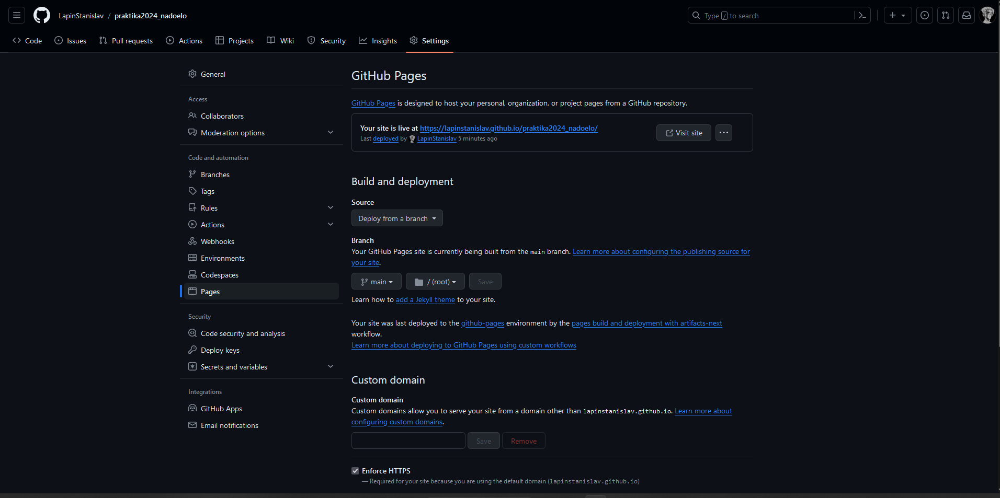 LapinStanislav / praktika2024_nadoelo
Type / to search
Code
Issues
Pull requests
Actions
Projects
Wiki
Security
Insights
Settings
General
Access
Collaborators
Moderation options
Code and automation
Branches
Tags
Rules
Actions
Webhooks
Environments
Codespaces
Pages
Security
Code security and analysis
Deploy keys
Secrets and variables
Integrations
GitHub Apps
Email notifications
GitHub Pages
GitHub Pages is designed to host your personal, organization, or project pages from a GitHub repository.
Your site is live at https://lapinstanislav.github.io/praktika2024_nadoelo/
Last deployed by LapinStanislav 5 minutes ago
Visit site
Build and deployment
Source
Deploy from a branch
Branch
Your GitHub Pages site is currently being built from the main branch. Learn more about configuring the publishing source for
your site.
main
/ (root)
Save
Learn how to add a Jekyll theme to your site.
Your site was last deployed to the github-pages environment by the pages build and deployment with artifacts-next
workflow.
Learn more about deploying to GitHub Pages using custom workflows
Custom domain
Custom domain
Custom domains allow you to serve your site from a domain other than lapinstanislav.github.io. Learn more about
configuring custom domains.
Save
Remove
Enforce HTTPS
— Required for your site because you are using the default domain (lapinstanislav.github.io)